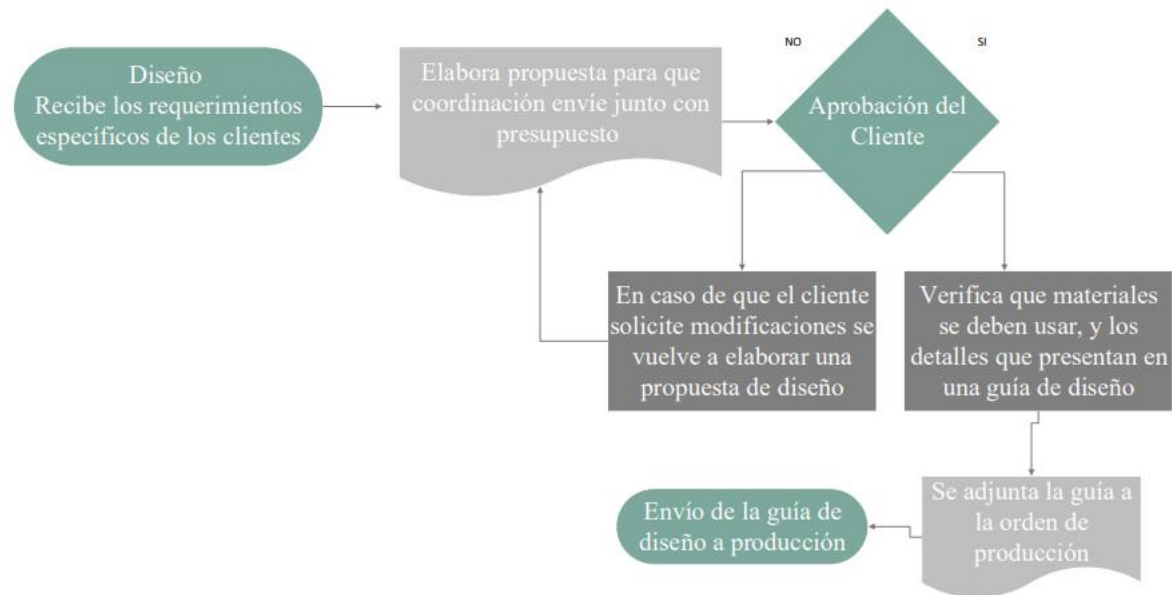 Diseño
Recibe los requerimientos
específicos de los clientes
Elabora propuesta para que
coordinación envíe junto con
presupuesto
NO
SI
Aprobación del
Cliente
En caso de que el cliente
solicite modificaciones se
vuelve a elaborar una
propuesta de diseño
Verifica que materiales
se deben usar, y los
detalles que presentan en
una guía de diseño
Se adjunta la guía a
la orden de
producción
Envío de la guía de
diseño a producción